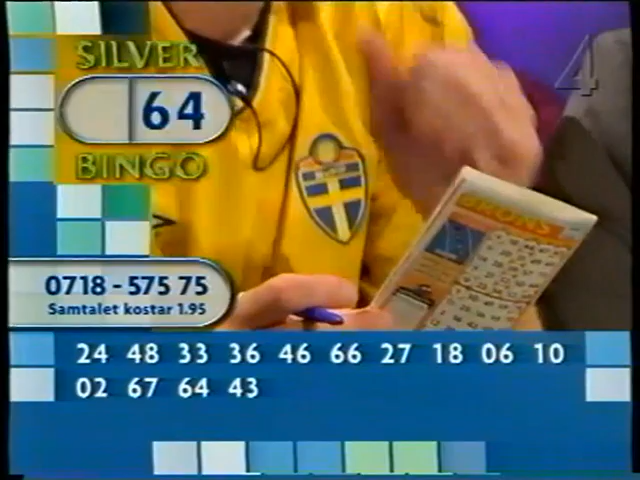 SILVER
64
BINGO
4
BRONS
0718 - 575 75
Samtalet kostar 1.95
24 48 33 36 46 66 27 18 06 10
02 67 64 43